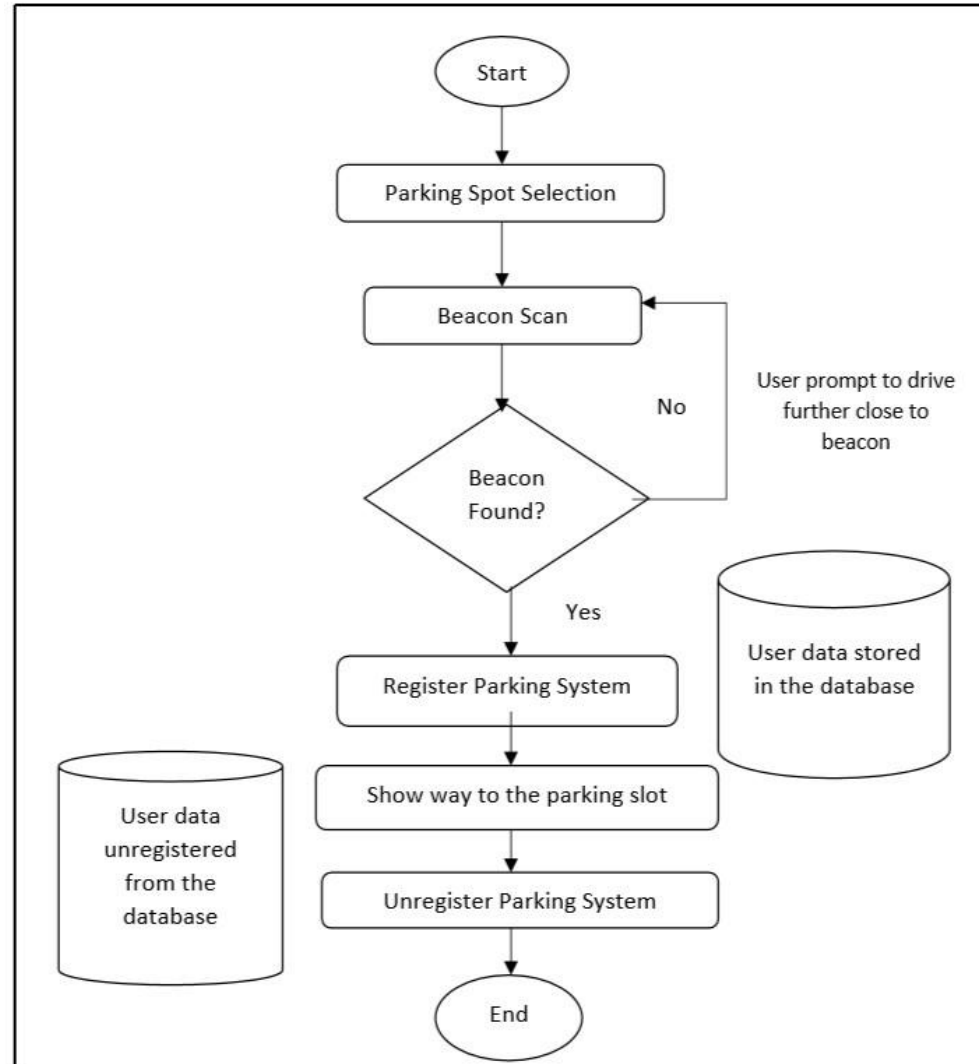 Start
Parking Spot Selection
Beacon Scan
User prompt to drive
further close to
beacon
No
Beacon
Found?
Yes
User data stored
in the database
Register Parking System
Show way to the parking slot
User data
unregistered
from the
database
Unregister Parking System
End